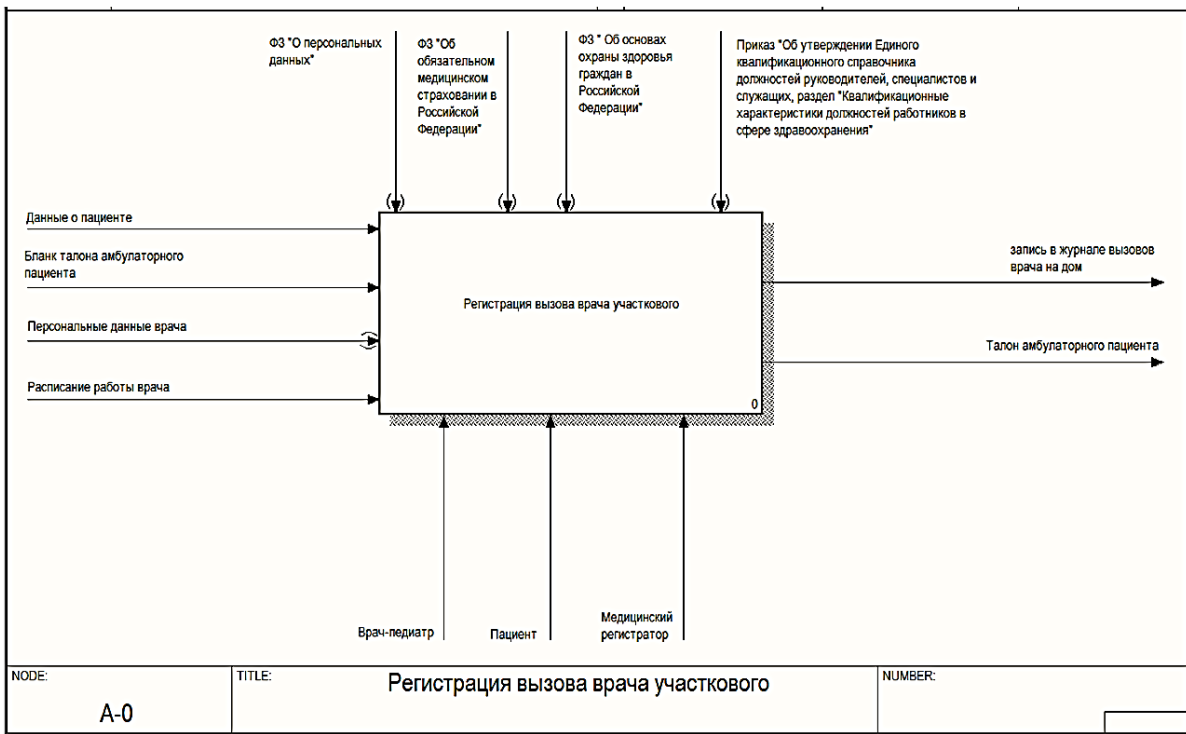 ФЗ "О персональных
данных"
ФЗ "Об
обязательном
медицинском
страховании в
Российской
Федерации"
ФЗ " Об основах
охраны здоровья
граждан в
Российской
Федерации"
Приказ "Об утверждении Единого
квалификационного справочника
должностей руководителей, специалистов и
служащих, раздел "Квалификационные
характеристики должностей работников в
сфере здравоохранения"
Данные о пациенте
Бланк талона амбулаторного
пациента
Персональные данные врача
Расписание работы врача
Регистрация вызова врача участкового
0
запись в журнале вызовов
врача на дом
Талон амбулаторного пациента
Врач-педиатр
Пациент
Медицинский
регистратор
NODE:
A-0
TITLE:
Регистрация вызова врача участкового
NUMBER: